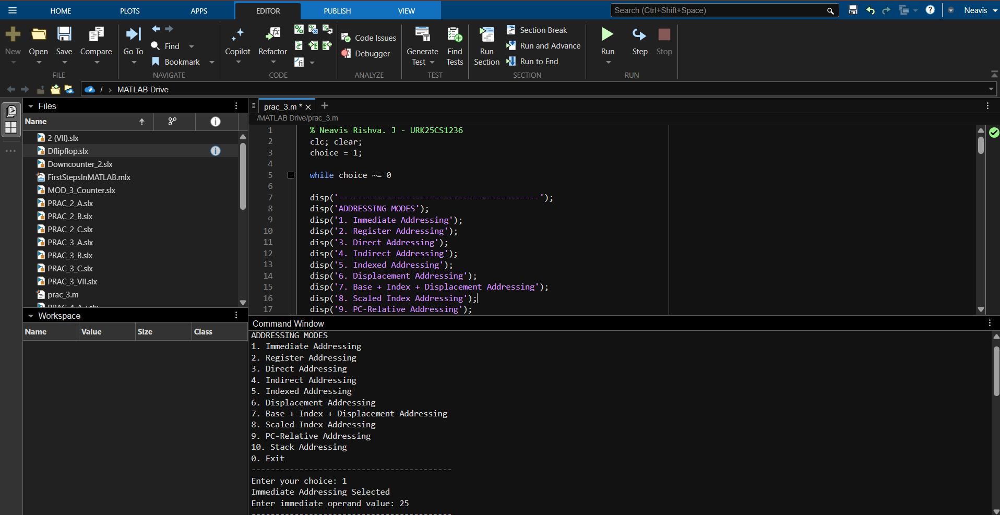 HOME PLOTS APPS EDITOR PUBLISH VIEW
Search (Ctrl+Shift+Space)
Neavis
New Open Save Compare
Go To Find Bookmark
Copilot Refactor
Code Issues
Debugger
Generate Test
Find Tests
Run Section
Section Break
Run and Advance
Run to End
Run Step Stop
FILE NAVIGATE CODE ANALYZE TEST SECTION RUN
/ › MATLAB Drive
Files
Name
2 (VII).slx
Dflipflop.slx
Downcounter_2.slx
FirstStepsInMATLAB.mlx
MOD_3_Counter.slx
PRAC_2_A.slx
PRAC_2_B.slx
PRAC_2_C.slx
PRAC_3_A.slx
PRAC_3_B.slx
PRAC_3_C.slx
PRAC_3_VII.slx
prac_3.m
Workspace
Name Value Size Class
prac_3.m *
/MATLAB Drive/prac_3.m
1 % Neavis Rishva. J - URK25CS1236
2 clc; clear;
3 choice = 1;
4
5 while choice ~= 0
6
7 disp('------------------------------------------');
8 disp('ADDRESSING MODES');
9 disp('1. Immediate Addressing');
10 disp('2. Register Addressing');
11 disp('3. Direct Addressing');
12 disp('4. Indirect Addressing');
13 disp('5. Indexed Addressing');
14 disp('6. Displacement Addressing');
15 disp('7. Base + Index + Displacement Addressing');
16 disp('8. Scaled Index Addressing');
17 disp('9. PC-Relative Addressing');
Command Window
ADDRESSING MODES
1. Immediate Addressing
2. Register Addressing
3. Direct Addressing
4. Indirect Addressing
5. Indexed Addressing
6. Displacement Addressing
7. Base + Index + Displacement Addressing
8. Scaled Index Addressing
9. PC-Relative Addressing
10. Stack Addressing
0. Exit
------------------------------------------
Enter your choice: 1
Immediate Addressing Selected
Enter immediate operand value: 25
------------------------------------------